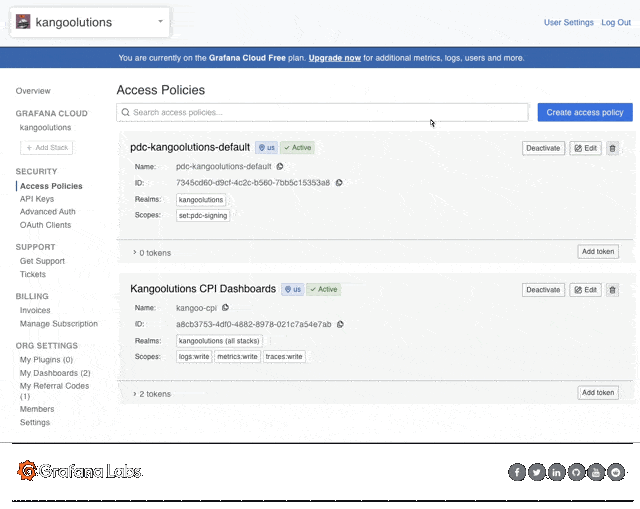 kangoolutions
User Settings
Log Out
You are currently on the Grafana Cloud Free plan. Upgrade now for additional metrics, logs, users and more.
Overview
GRAFANA CLOUD
kangoolutions
+ Add Stack
SECURITY
Access Policies
API Keys
Advanced Auth
OAuth Clients
SUPPORT
Get Support
Tickets
BILLING
Invoices
Manage Subscription
ORG SETTINGS
My Plugins (0)
My Dashboards (2)
My Referral Codes
(1)
Members
Settings
Access Policies
Search access policies...
Create access policy
pdc-kangoolutions-default
us
Active
Deactivate
Edit
Name: pdc-kangoolutions-default
ID: 7345cd60-d9cf-4c2c-b560-7bb5c15353a8
Realms: kangoolutions
Scopes: set:pdc-signing
0 tokens
Add token
Kangoolutions CPI Dashboards
us
Active
Deactivate
Edit
Name: kangoo-cpi
ID: a8cb3753-4df0-4882-8978-021c7a54e7ab
Realms: kangoolutions (all stacks)
Scopes: logs:write metrics:write traces:write
2 tokens
Add token
Grafana Labs